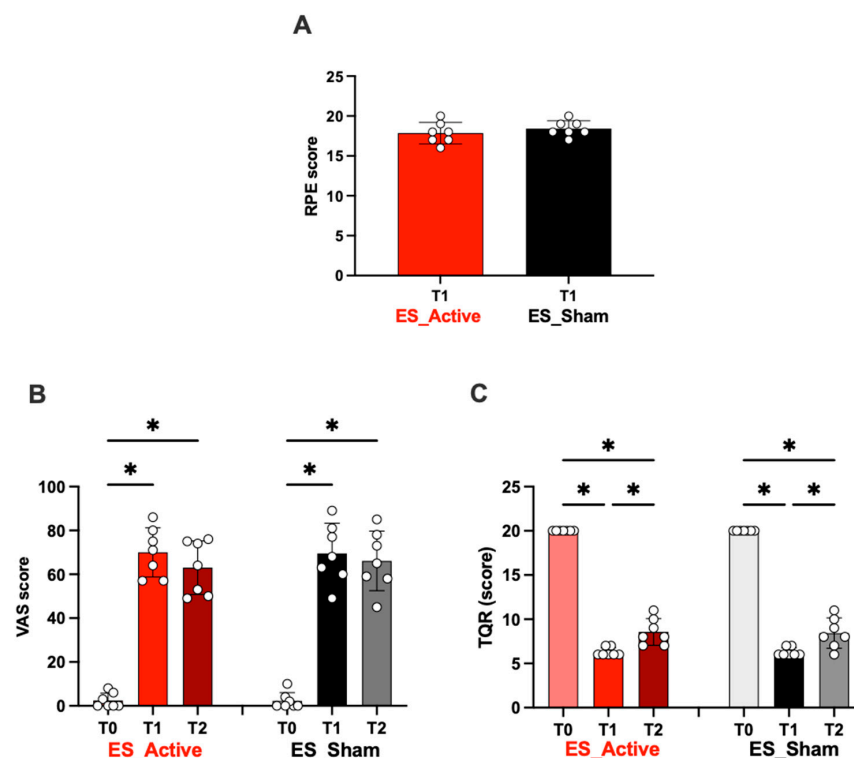 A
RPE score
25
20
15
10
5
0
T1 T1
ES_Active ES_Sham
B
* *
* *
VAS score
100
80
60
40
20
0
T0 T1 T2 T0 T1 T2
ES_Active ES_Sham
C
* *
* * * *
TQR (score)
25
20
15
10
5
0
T0 T1 T2 T0 T1 T2
ES_Active ES_Sham